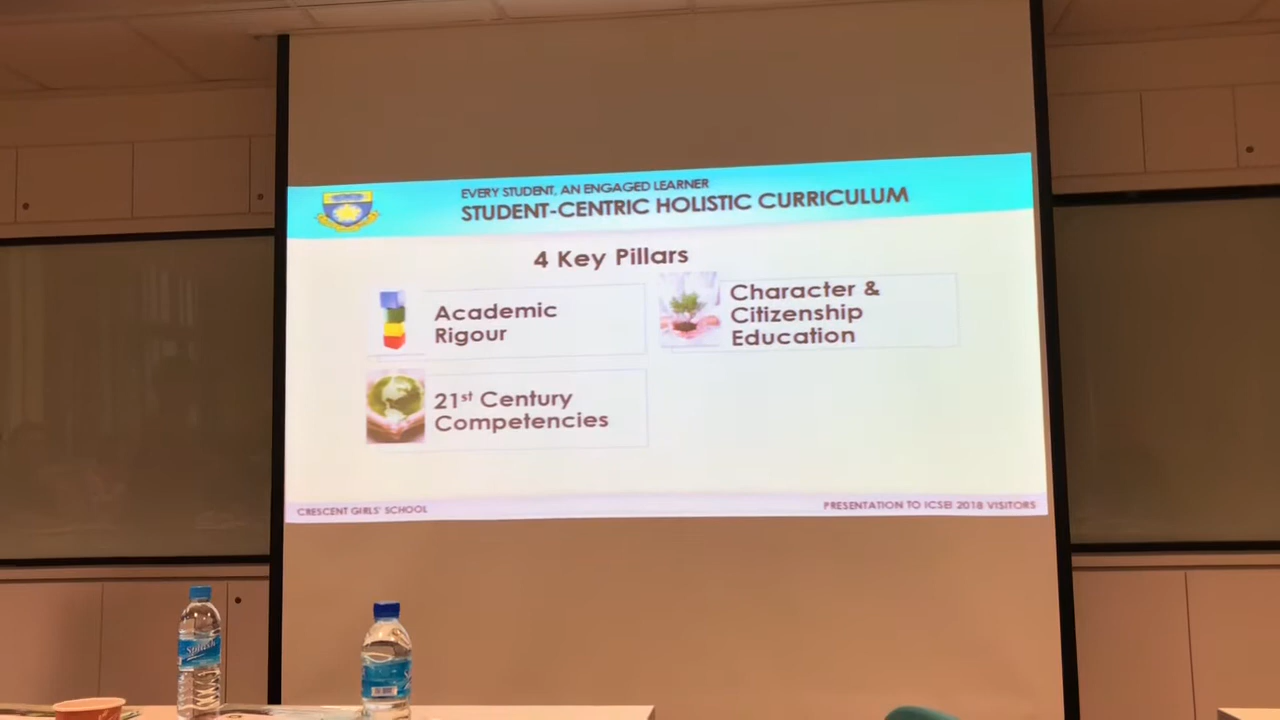 EVERY STUDENT, AN ENGAGED LEARNER
STUDENT-CENTRIC HOLISTIC CURRICULUM
4 Key Pillars
Academic
Rigour
Character &
Citizenship
Education
21st Century
Competencies
CRESCENT GIRLS' SCHOOL
PRESENTATION TO ICSEI 2018 VISITORS
Splash